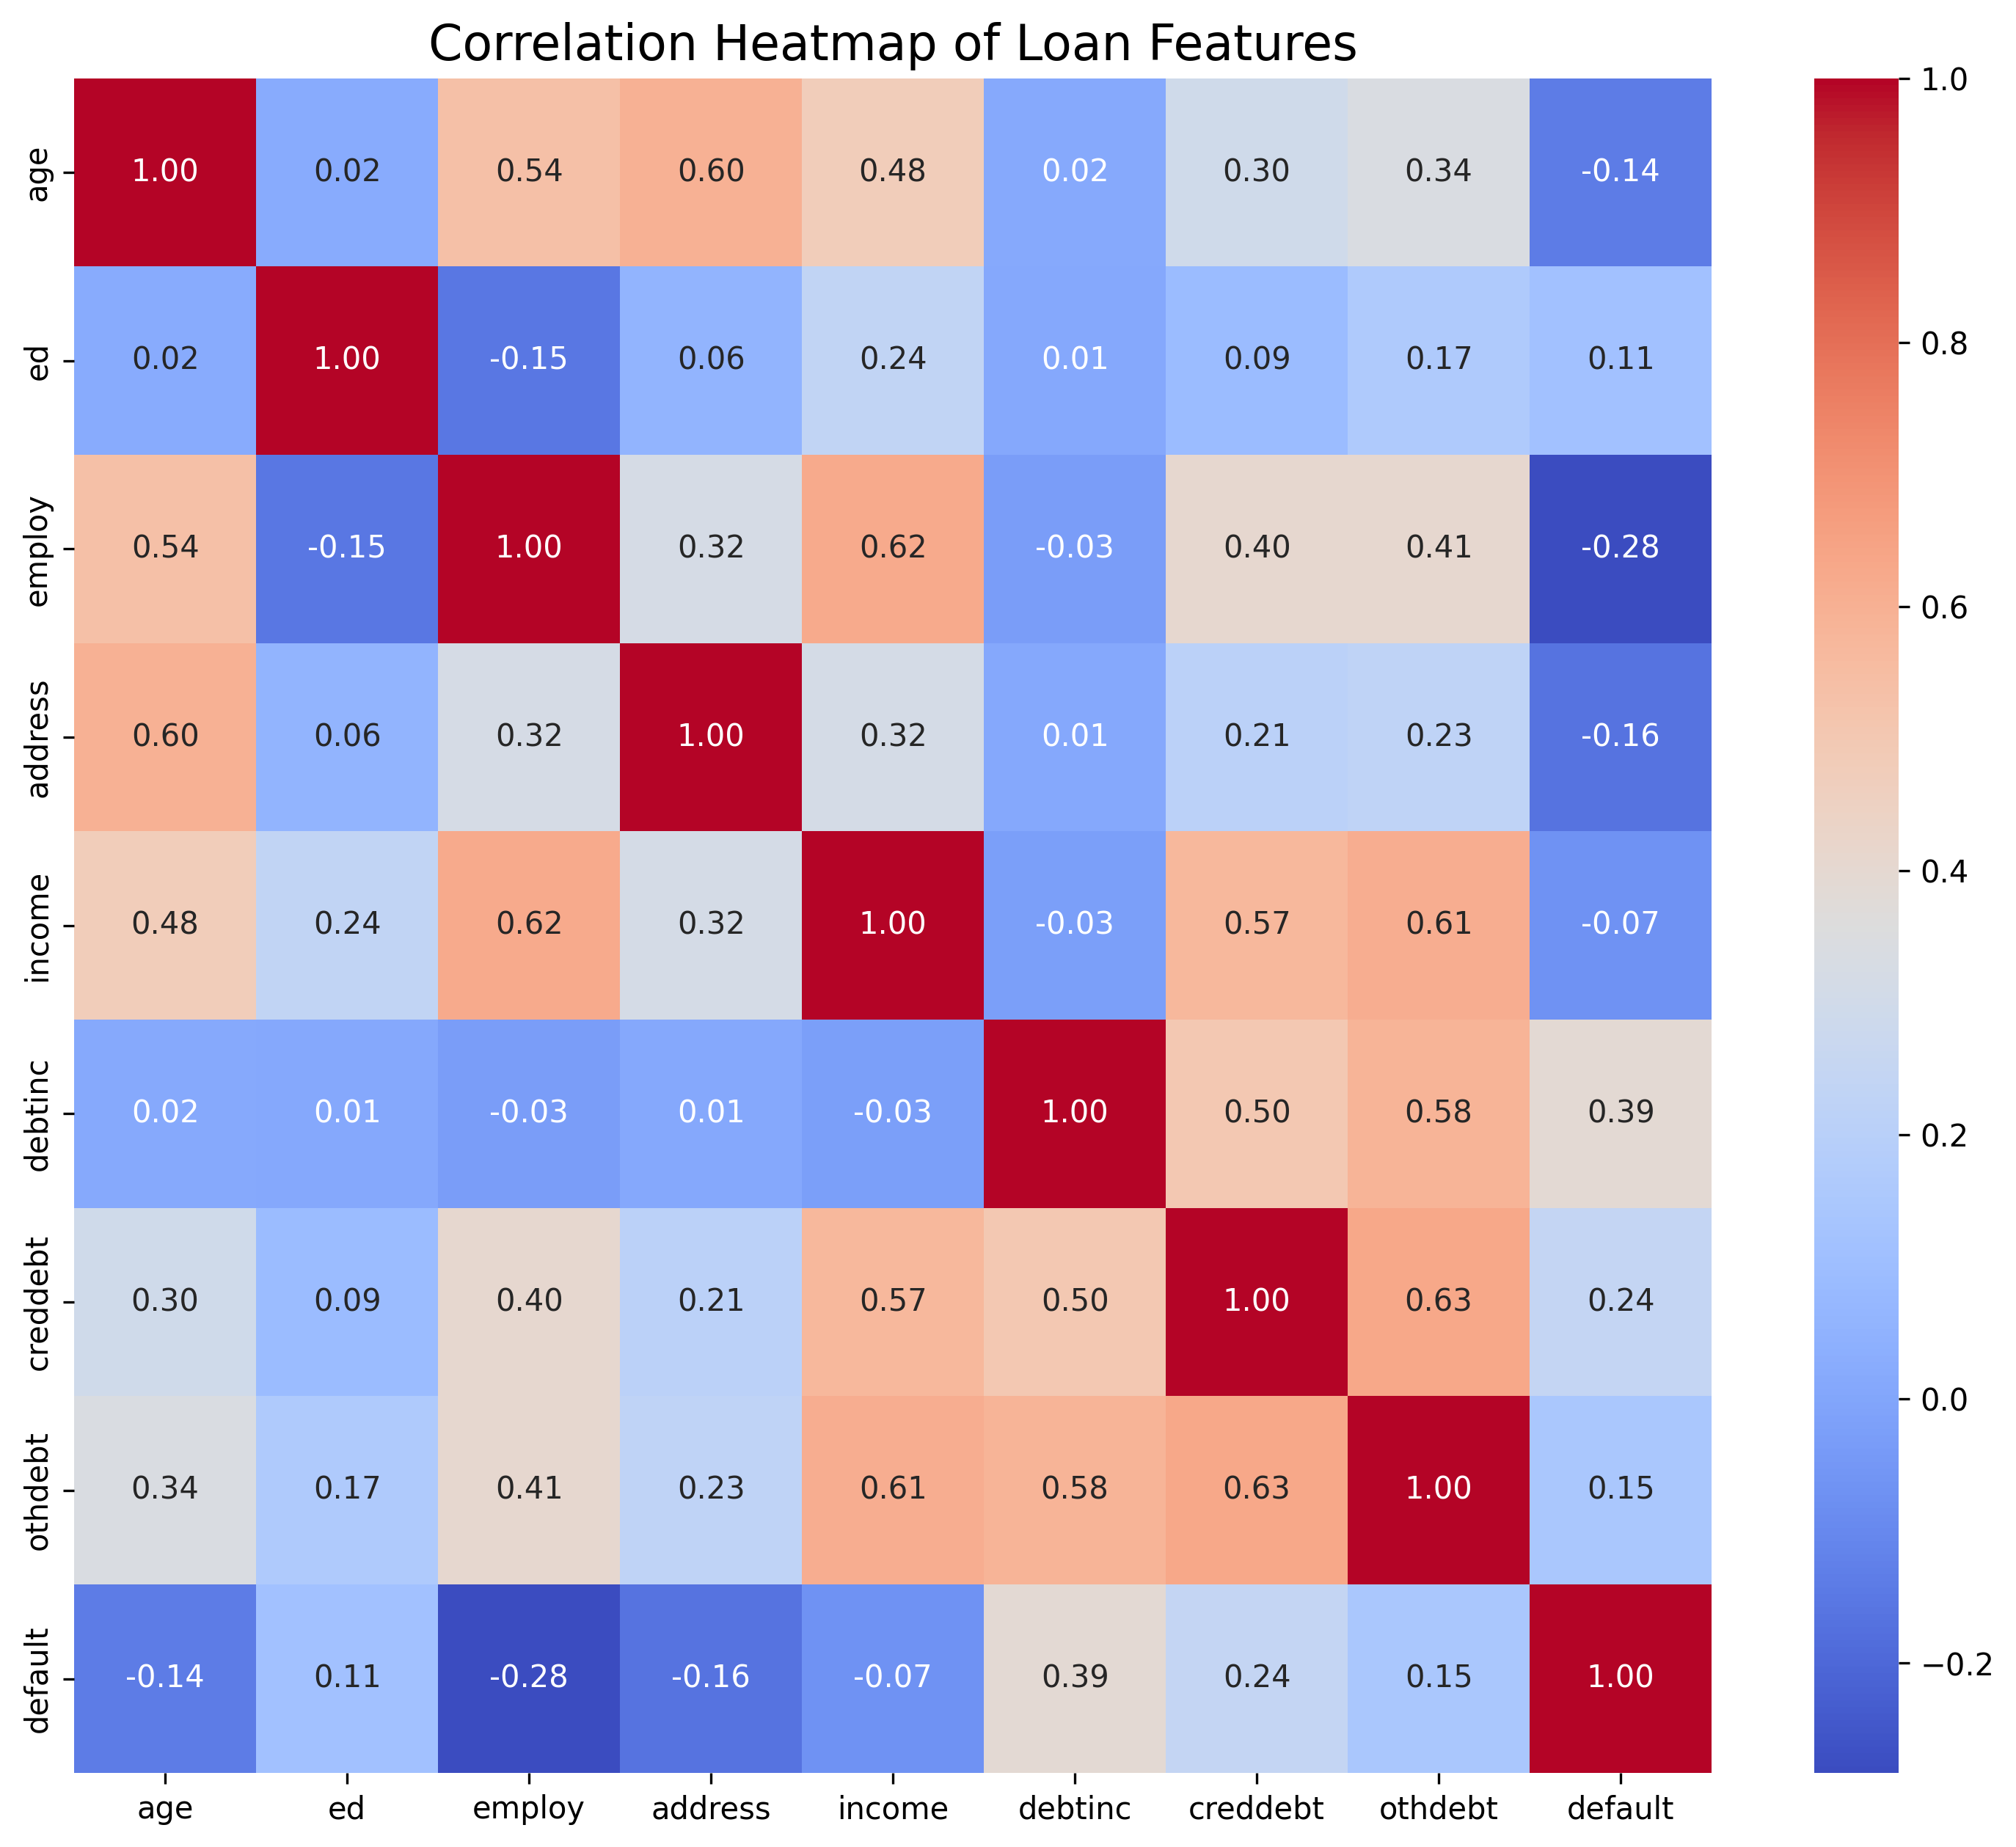 Correlation Heatmap of Loan Features
age 1.00 0.02 0.54 0.60 0.48 0.02 0.30 0.34 -0.14
ed 0.02 1.00 -0.15 0.06 0.24 0.01 0.09 0.17 0.11
employ 0.54 -0.15 1.00 0.32 0.62 -0.03 0.40 0.41 -0.28
address 0.60 0.06 0.32 1.00 0.32 0.01 0.21 0.23 -0.16
income 0.48 0.24 0.62 0.32 1.00 -0.03 0.57 0.61 -0.07
debtinc 0.02 0.01 -0.03 0.01 -0.03 1.00 0.50 0.58 0.39
creddebt 0.30 0.09 0.40 0.21 0.57 0.50 1.00 0.63 0.24
othdebt 0.34 0.17 0.41 0.23 0.61 0.58 0.63 1.00 0.15
default -0.14 0.11 -0.28 -0.16 -0.07 0.39 0.24 0.15 1.00
age ed employ address income debtinc creddebt othdebt default
1.0
0.8
0.6
0.4
0.2
0.0
−0.2